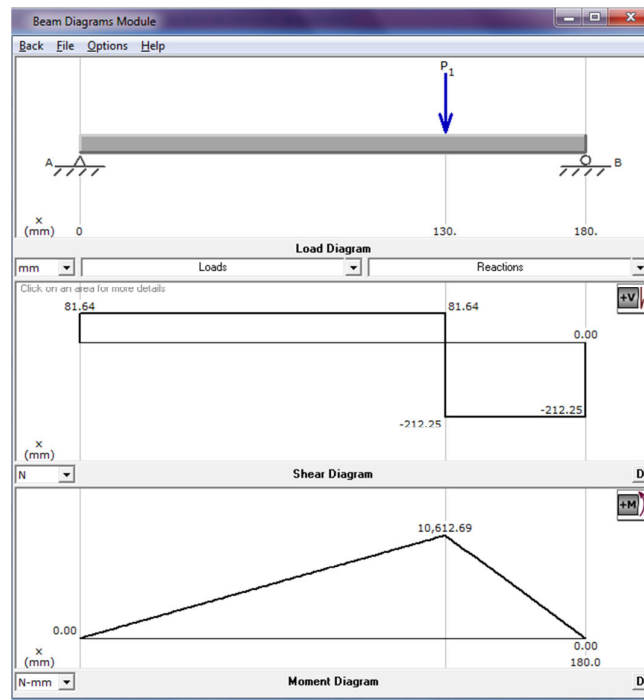 Beam Diagrams Module
Back File Options Help
P1
A
B
x
(mm) 0 130. 180.
Load Diagram
mm Loads Reactions
Click on an area for more details
81.64 81.64
+V
0.00
-212.25 -212.25
x
(mm)
N Shear Diagram D
+M
10,612.69
0.00
0.00
x
(mm) 180.0
N-mm Moment Diagram D